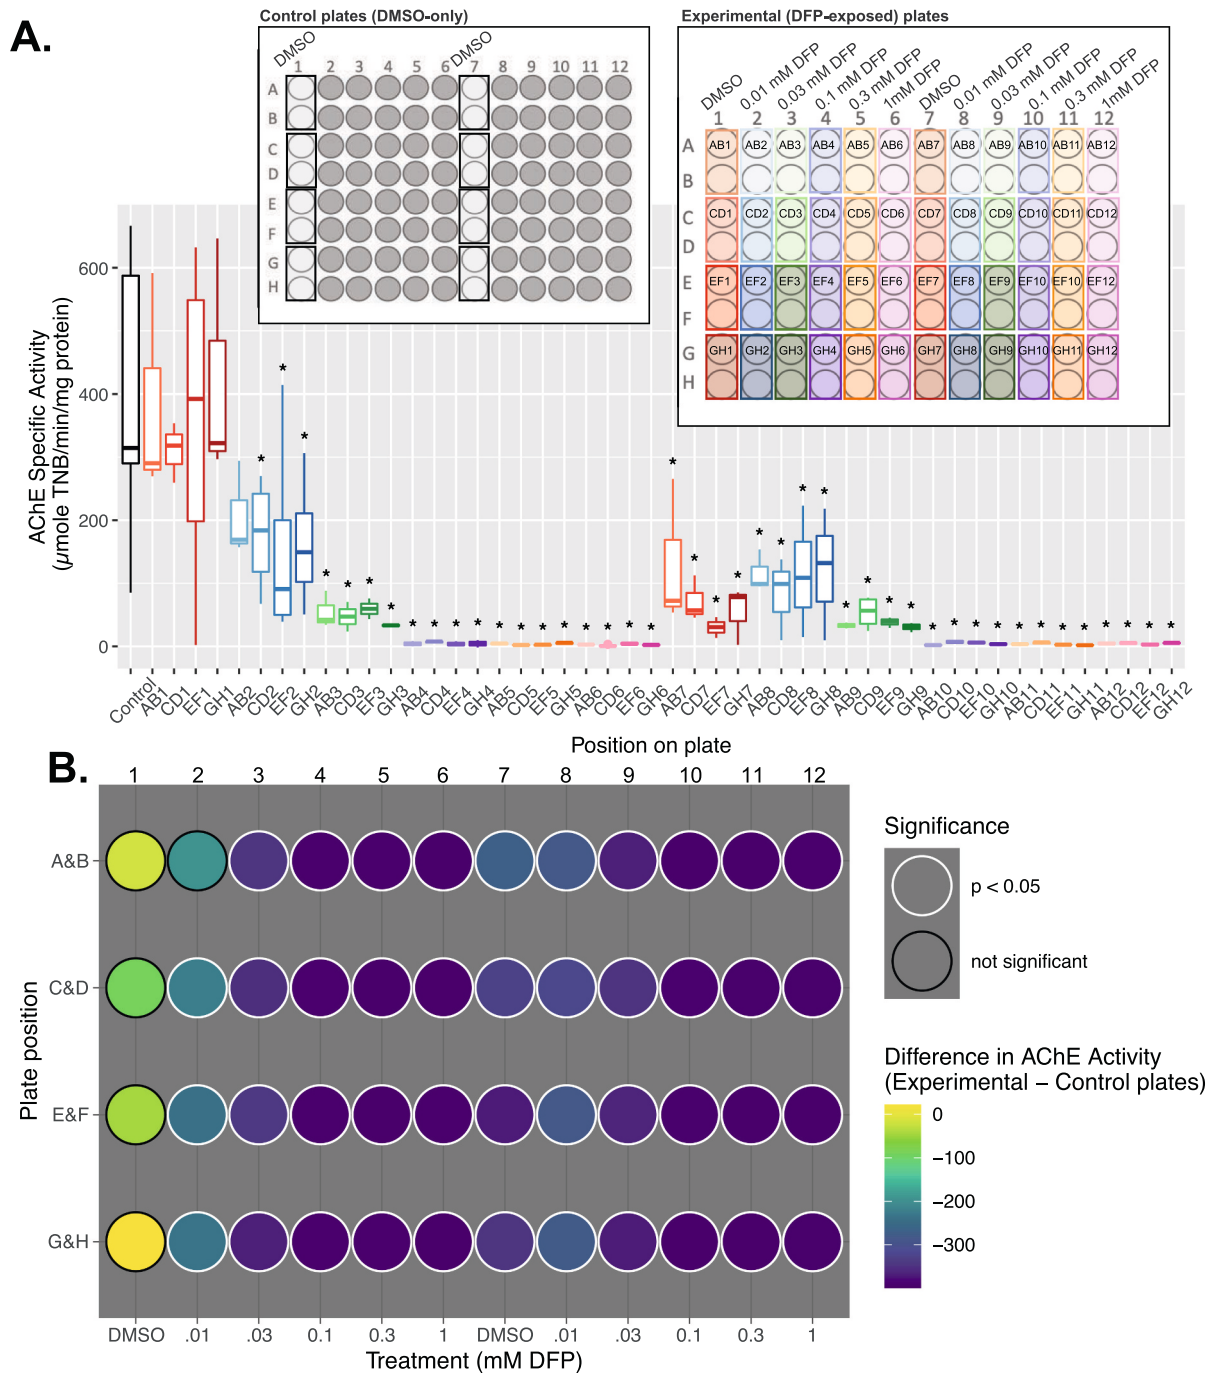 A.
Control plates (DMSO-only)
DMSO DMSO
1 2 3 4 5 6 7 8 9 10 11 12
A
B
C
D
E
F
G
H
Experimental (DFP-exposed) plates
DMSO 0.01 mM DFP 0.03 mM DFP 0.1 mM DFP 0.3 mM DFP 1mM DFP DMSO 0.01 mM DFP 0.03 mM DFP 0.1 mM DFP 0.3 mM DFP 1mM DFP
1 2 3 4 5 6 7 8 9 10 11 12
A AB1 AB2 AB3 AB4 AB5 AB6 AB7 AB8 AB9 AB10 AB11 AB12
B
C CD1 CD2 CD3 CD4 CD5 CD6 CD7 CD8 CD9 CD10 CD11 CD12
D
E EF1 EF2 EF3 EF4 EF5 EF6 EF7 EF8 EF9 EF10 EF10 EF12
F
G GH1 GH2 GH3 GH4 GH5 GH6 GH7 GH8 GH9 GH10 GH11 GH12
H
AChE Specific Activity
(µmole TNB/min/mg protein)
600
400
200
0
* * * * * * * * * * * * * * * * * * * * * * * * * * * * * * * * * * * * * * *
Control AB1 CD1 EF1 GH1 AB2 CD2 EF2 GH2 AB3 CD3 EF3 GH3 AB4 CD4 EF4 GH4 AB5 CD5 EF5 GH5 AB6 CD6 EF6 GH6 AB7 CD7 EF7 GH7 AB8 CD8 EF8 GH8 AB9 CD9 EF9 GH9 AB10 CD10 EF10 GH10 AB11 CD11 EF11 GH11 AB12 CD12 EF12 GH12
Position on plate
B.
1 2 3 4 5 6 7 8 9 10 11 12
Plate position
A&B
C&D
E&F
G&H
DMSO .01 .03 0.1 0.3 1 DMSO .01 .03 0.1 0.3 1
Treatment (mM DFP)
Significance
p < 0.05
not significant
Difference in AChE Activity
(Experimental − Control plates)
0
−100
−200
−300